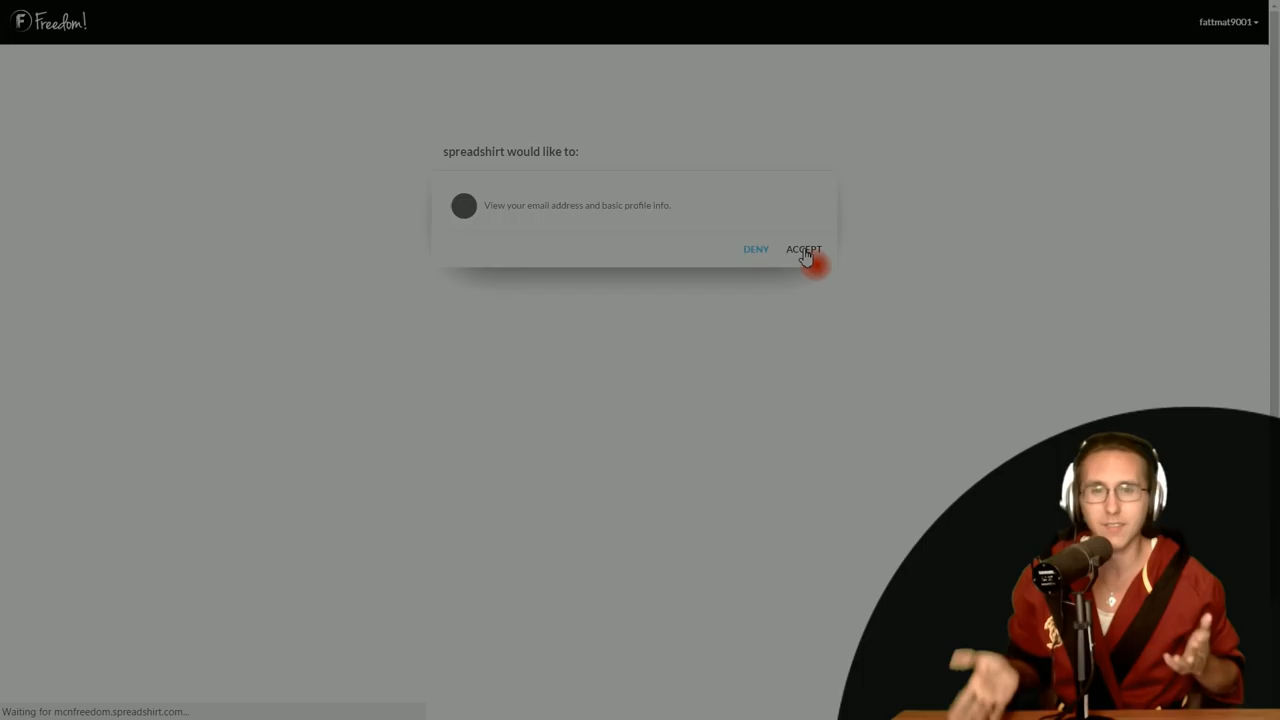 F Freedom!
fattmat9001
spreadshirt would like to:
View your email address and basic profile info.
DENY ACCEPT
Waiting for mcnfreedom.spreadshirt.com...